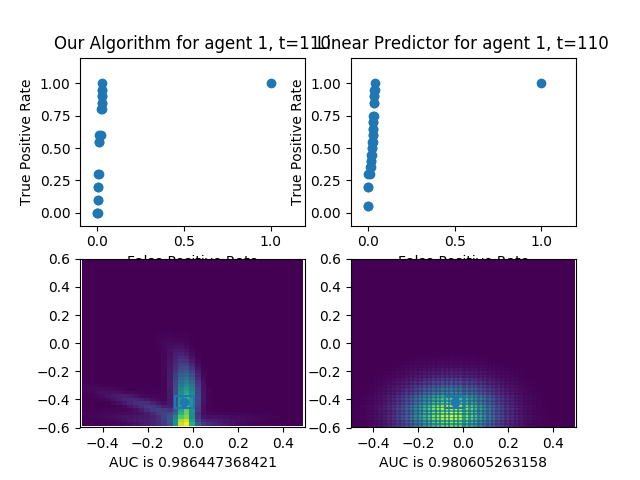 Our Algorithm for agent 1, t=110
Linear Predictor for agent 1, t=110
True Positive Rate
1.00
0.75
0.50
0.25
0.00
0.0 0.5 1.0
False Positive Rate
True Positive Rate
1.00
0.75
0.50
0.25
0.00
0.0 0.5 1.0
False Positive Rate
0.6
0.4
0.2
0.0
−0.2
−0.4
−0.6
−0.4 −0.2 0.0 0.2 0.4
AUC is 0.986447368421
0.6
0.4
0.2
0.0
−0.2
−0.4
−0.6
−0.4 −0.2 0.0 0.2 0.4
AUC is 0.980605263158